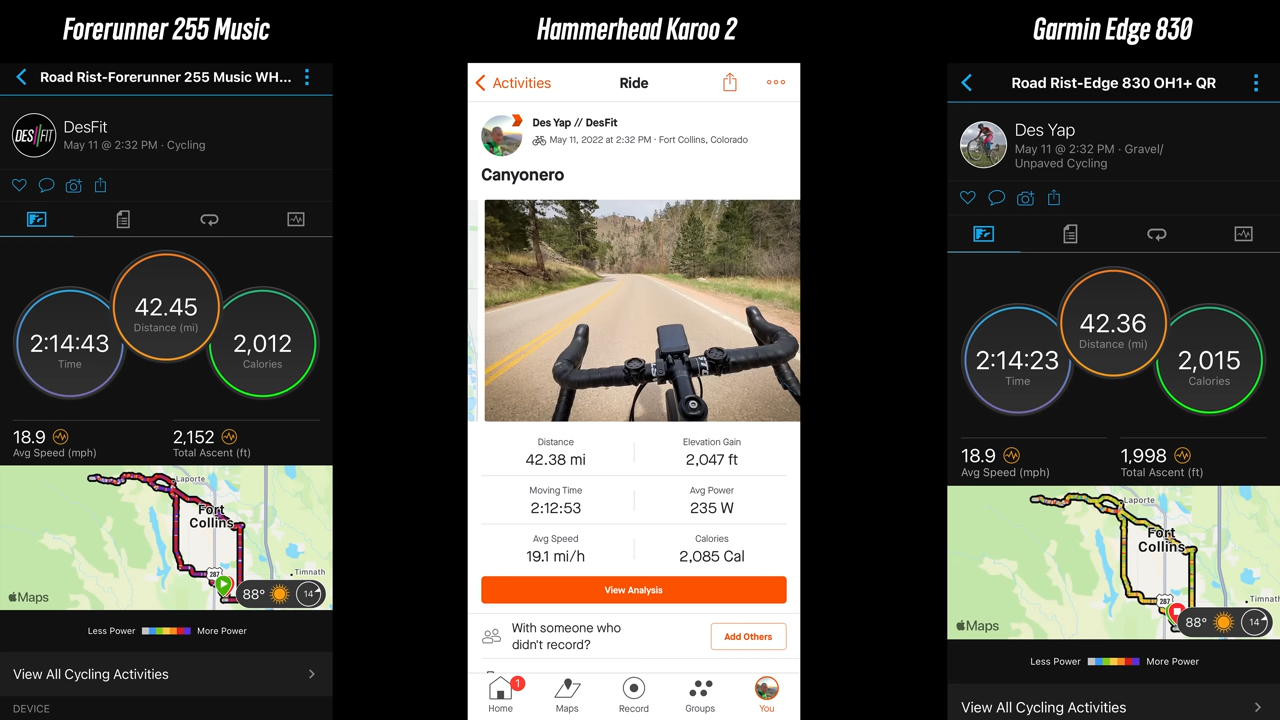 Forerunner 255 Music
Road Rist-Forerunner 255 Music WH...
DES//FIT
DesFit
May 11 @ 2:32 PM · Cycling
42.45
Distance (mi)
2:14:43
Time
2,012
Calories
18.9
Avg Speed (mph)
2,152
Total Ascent (ft)
Laporte
Fort
Collins
287
Timnath
Maps
88°
14
Less Power
More Power
View All Cycling Activities
DEVICE
Hammerhead Karoo 2
Activities
Ride
Des Yap // DesFit
May 11, 2022 at 2:32 PM · Fort Collins, Colorado
Canyonero
Distance
42.38 mi
Elevation Gain
2,047 ft
Moving Time
2:12:53
Avg Power
235 W
Avg Speed
19.1 mi/h
Calories
2,085 Cal
View Analysis
With someone who
didn't record?
Add Others
1
Home
Maps
Record
Groups
You
Garmin Edge 830
Road Rist-Edge 830 OH1+ QR
Des Yap
May 11 @ 2:32 PM · Gravel/
Unpaved Cycling
42.36
Distance (mi)
2:14:23
Time
2,015
Calories
18.9
Avg Speed (mph)
1,998
Total Ascent (ft)
Laporte
Fort
Collins
287
Timnath
Maps
88°
14
Less Power
More Power
View All Cycling Activities